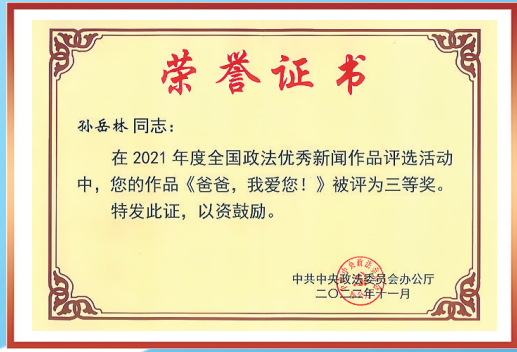 荣誉证书
孙岳林 同志：
在 2021 年度全国政法优秀新闻作品评选活动
中，您的作品《爸爸，我爱您！》被评为三等奖。
特发此证，以资鼓励。
中共中央政法委员会办公厅
二〇二二年十一月